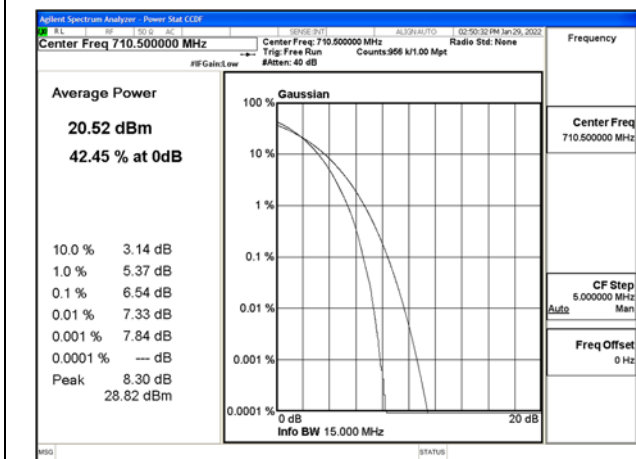 Agilent Spectrum Analyzer - Power Stat CCDF
RL RF 50 Ω AC SENSE:INT ALIGN AUTO 02:50:32 PM Jan 29, 2022
Center Freq 710.500000 MHz
Center Freq: 710.500000 MHz Radio Std: None
Trig: Free Run Counts:956 k/1.00 Mpt
#IFGain:Low #Atten: 40 dB
Frequency
Average Power
20.52 dBm
42.45 % at 0dB
10.0 % 3.14 dB
1.0 % 5.37 dB
0.1 % 6.54 dB
0.01 % 7.33 dB
0.001 % 7.84 dB
0.0001 % --- dB
Peak 8.30 dB
28.82 dBm
Gaussian
100 %
10 %
1 %
0.1 %
0.01 %
0.001 %
0.0001 %
0 dB 20 dB
Info BW 15.000 MHz
Center Freq
710.500000 MHz
CF Step
5.000000 MHz
Auto Man
Freq Offset
0 Hz
MSG STATUS